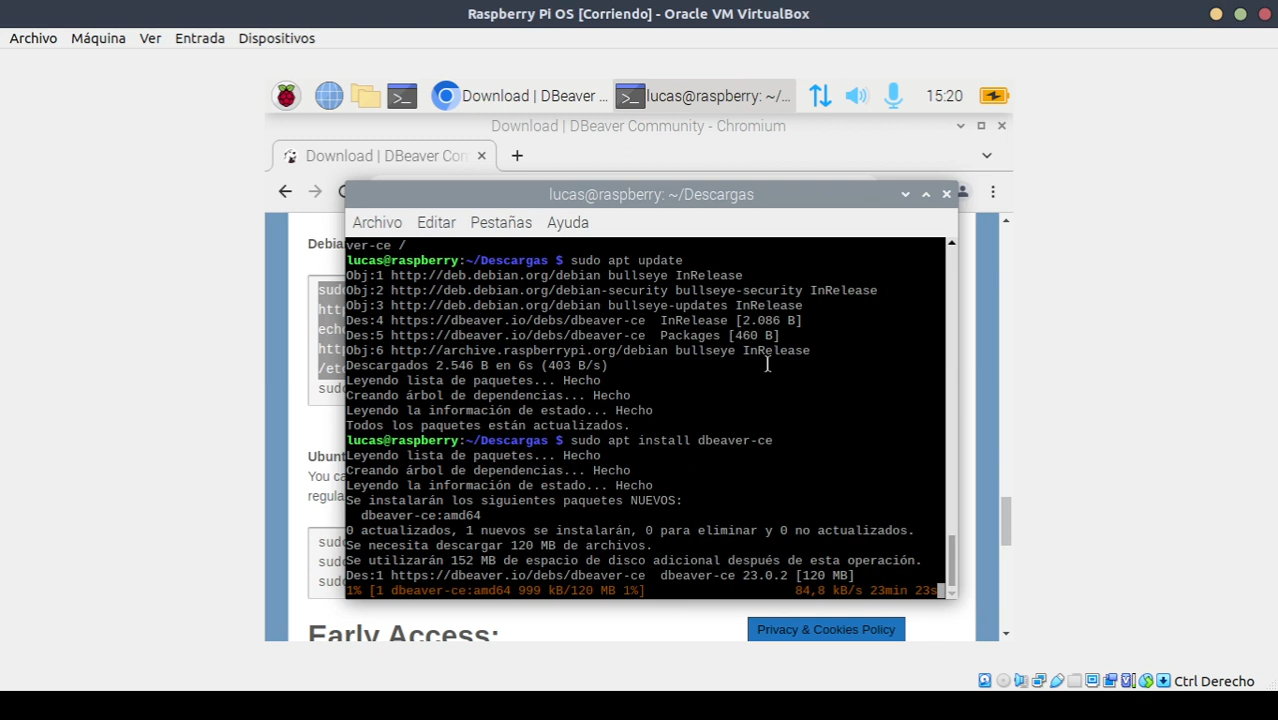 Raspberry Pi OS [Corriendo] - Oracle VM VirtualBox
Archivo Máquina Ver Entrada Dispositivos
Download | DBeaver ... lucas@raspberry: ~/... 15:20
Download | DBeaver Community - Chromium
Download | DBeaver Com
lucas@raspberry: ~/Descargas
Archivo Editar Pestañas Ayuda
Debia
ver-ce /
lucas@raspberry:~/Descargas $ sudo apt update
Obj:1 http://deb.debian.org/debian bullseye InRelease
sudo
Obj:2 http://deb.debian.org/debian-security bullseye-security InRelease
http
Obj:3 http://deb.debian.org/debian bullseye-updates InRelease
echo
Des:4 https://dbeaver.io/debs/dbeaver-ce  InRelease [2.086 B]
Des:5 https://dbeaver.io/debs/dbeaver-ce  Packages [460 B]
http
Obj:6 http://archive.raspberrypi.org/debian bullseye InRelease
/etc
Descargados 2.546 B en 6s (403 B/s)
Leyendo lista de paquetes... Hecho
sudo
Creando árbol de dependencias... Hecho
Leyendo la información de estado... Hecho
Todos los paquetes están actualizados.
lucas@raspberry:~/Descargas $ sudo apt install dbeaver-ce
Ubunt
Leyendo lista de paquetes... Hecho
You ca
Creando árbol de dependencias... Hecho
regula
Leyendo la información de estado... Hecho
Se instalarán los siguientes paquetes NUEVOS:
dbeaver-ce:amd64
0 actualizados, 1 nuevos se instalarán, 0 para eliminar y 0 no actualizados.
sudo
Se necesita descargar 120 MB de archivos.
sudo
Se utilizarán 152 MB de espacio de disco adicional después de esta operación.
sudo
Des:1 https://dbeaver.io/debs/dbeaver-ce  dbeaver-ce 23.0.2 [120 MB]
1% [1 dbeaver-ce:amd64 999 kB/120 MB 1%] 84,8 kB/s 23min 23s
Early Access:
Privacy & Cookies Policy
Ctrl Derecho